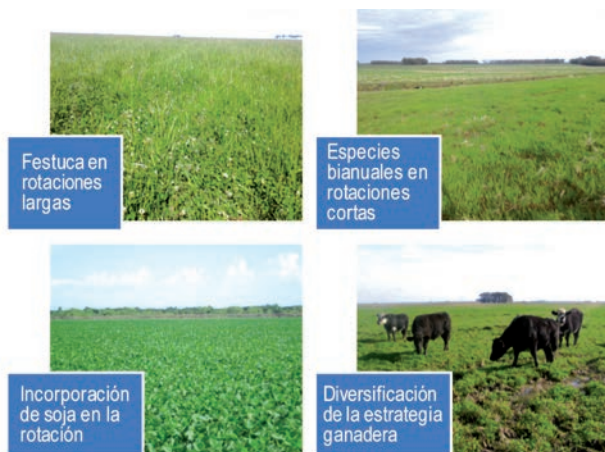 Festuca en
rotaciones
largas
Especies
bianuales en
rotaciones
cortas
Incorporación
de soja en la
rotación
Diversificación
de la estrategia
ganadera